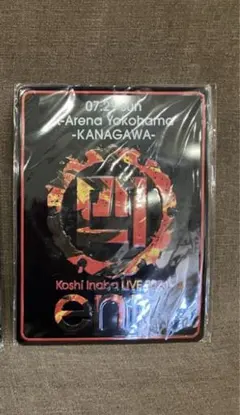 07.2 sun
-Arena Yokohama
-KANAGAWA-
Koshi Inaba LIVE
en